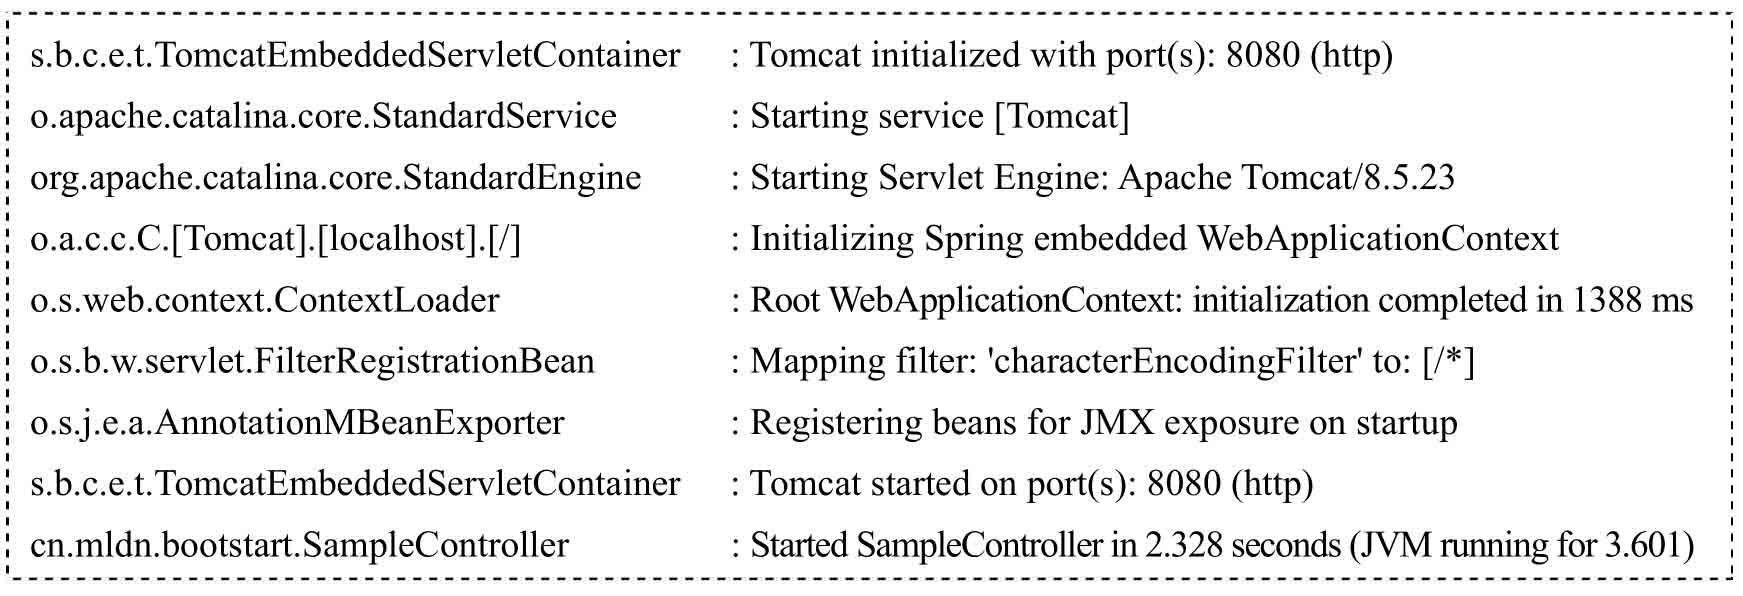 s.b.c.e.t.TomcatEmbeddedServletContainer : Tomcat initialized with port(s): 8080 (http)
o.apache.catalina.core.StandardService : Starting service [Tomcat]
org.apache.catalina.core.StandardEngine : Starting Servlet Engine: Apache Tomcat/8.5.23
o.a.c.c.C.[Tomcat].[localhost].[/] : Initializing Spring embedded WebApplicationContext
o.s.web.context.ContextLoader : Root WebApplicationContext: initialization completed in 1388 ms
o.s.b.w.servlet.FilterRegistrationBean : Mapping filter: 'characterEncodingFilter' to: [/*]
o.s.j.e.a.AnnotationMBeanExporter : Registering beans for JMX exposure on startup
s.b.c.e.t.TomcatEmbeddedServletContainer : Tomcat started on port(s): 8080 (http)
cn.mldn.bootstart.SampleController : Started SampleController in 2.328 seconds (JVM running for 3.601)